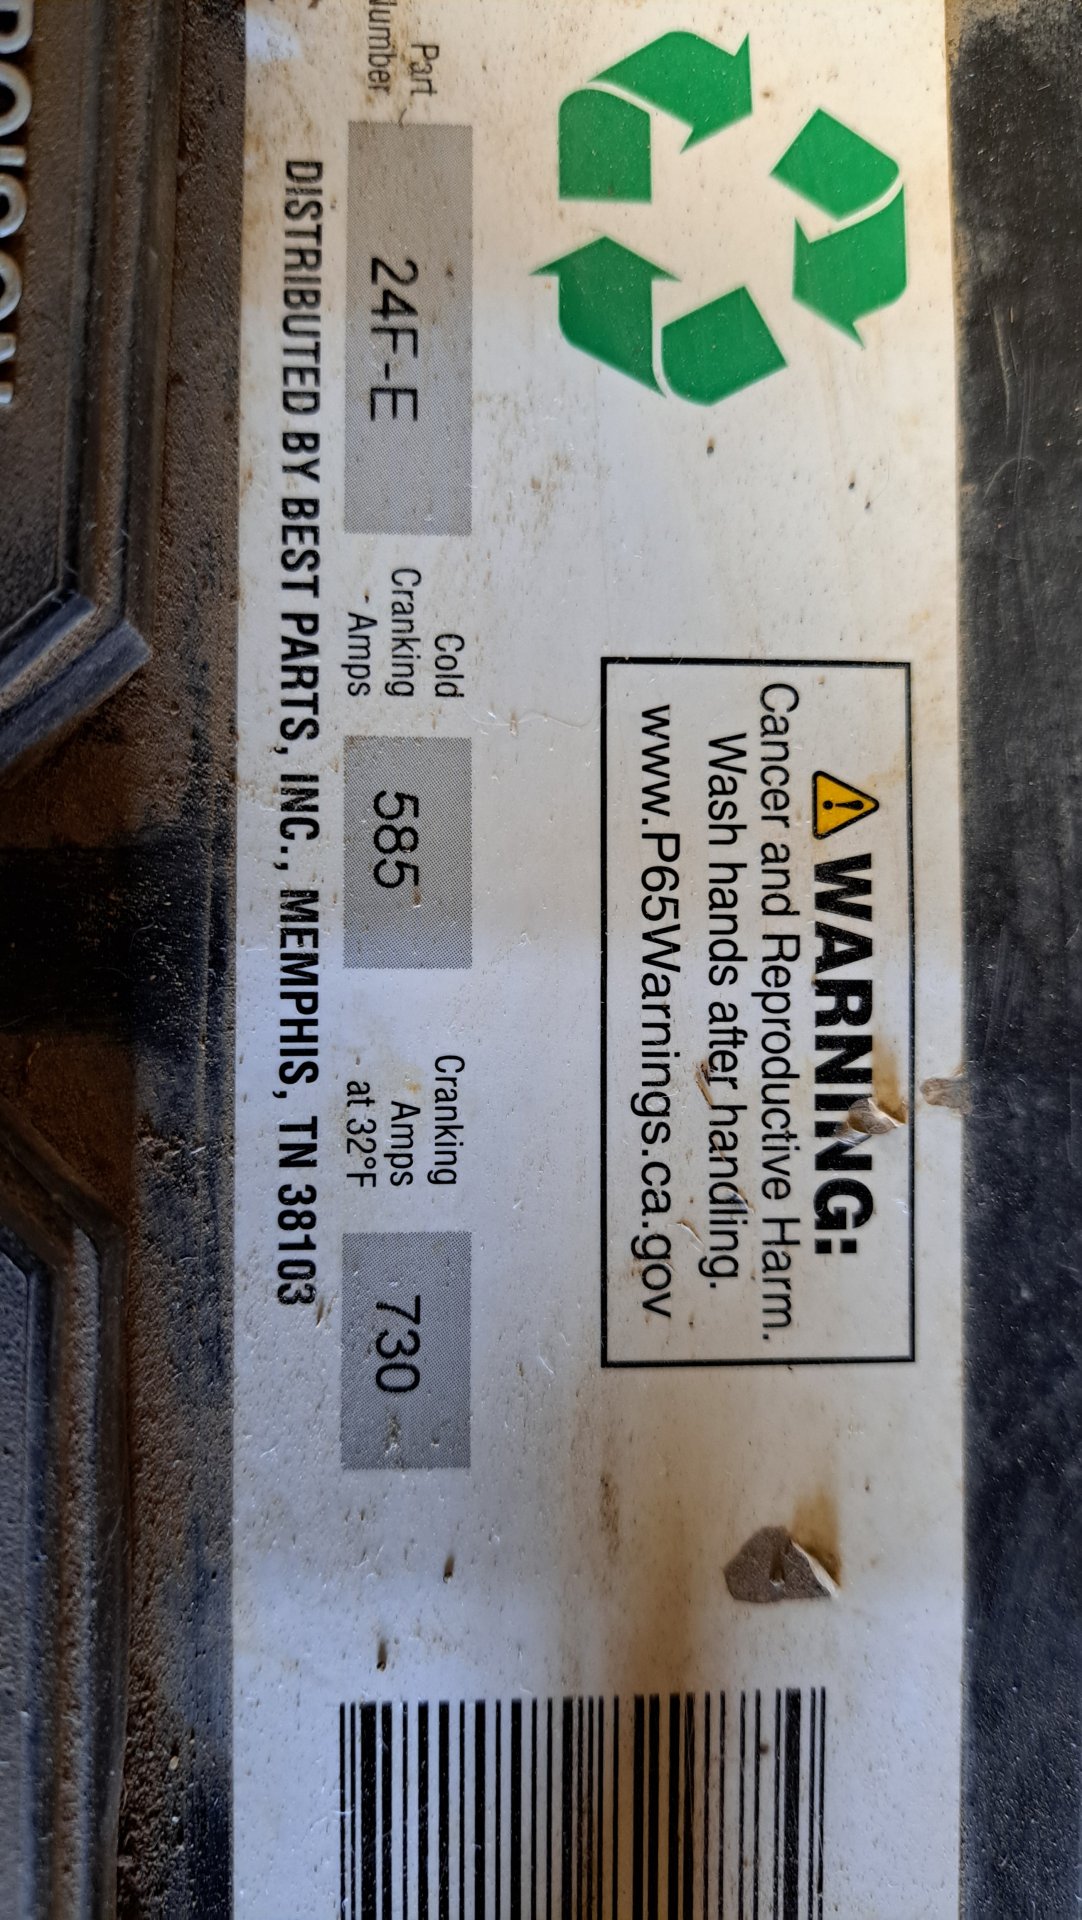 WARNING:
Cancer and Reproductive Harm.
Wash hands after handling.
www.P65Warnings.ca.gov
Part
Number
24F-E
Cold
Cranking
- Amps
585
Cranking
Amps
- at 32°F
730
DISTRIBUTED BY BEST PARTS, INC., MEMPHIS, TN 38103